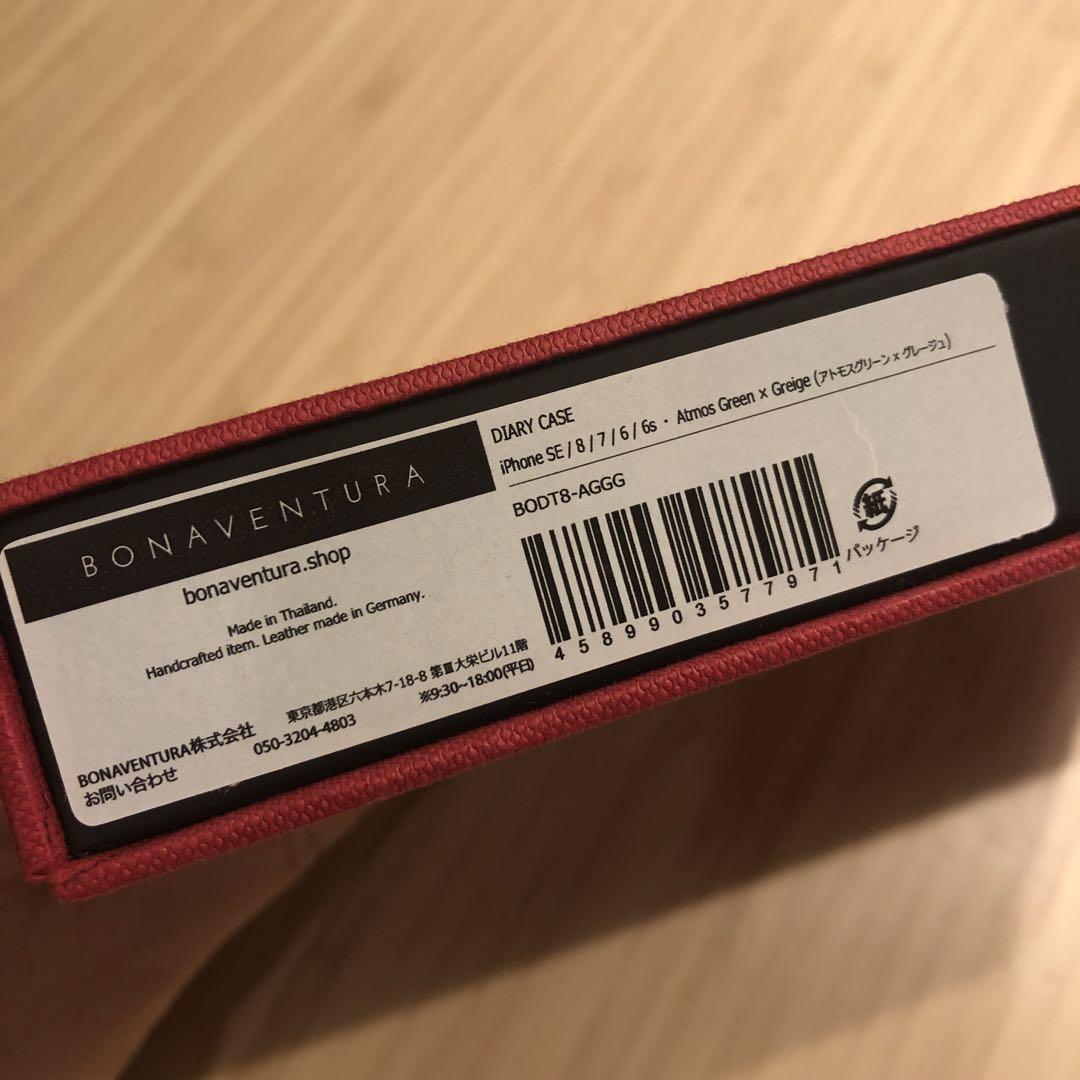 BONAVENTURA
bonaventura.shop
Made in Thailand.
Handcrafted item. Leather made in Germany.
BONAVENTURA株式会社 東京都港区六本木7-18-8 第Ⅲ大栄ビル11階
お問い合わせ 050-3204-4803 ※9:30~18:00(平日)
DIARY CASE
iPhone SE / 8 / 7 / 6 / 6s ・ Atmos Green × Greige (アトモスグリーン × グレージュ)
BODT8-AGGG
4589903577971
紙
パッケージ